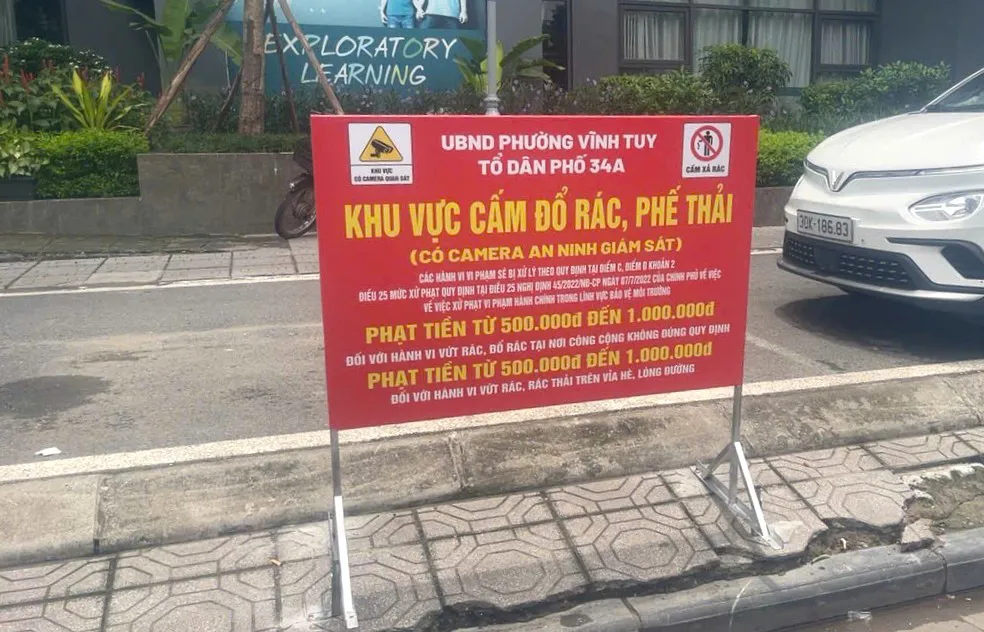 EXPLORATORY
LEARNING
KHU VỰC
CÓ CAMERA QUAN SÁT
UBND PHƯỜNG VĨNH TUY
TỔ DÂN PHỐ 34A
CẤM XẢ RÁC
KHU VỰC CẤM ĐỔ RÁC, PHẾ THẢI
(CÓ CAMERA AN NINH GIÁM SÁT)
CÁC HÀNH VI VI PHẠM SẼ BỊ XỬ LÝ THEO QUY ĐỊNH TẠI ĐIỂM C, ĐIỂM D KHOẢN 2
ĐIỀU 25 MỨC XỬ PHẠT QUY ĐỊNH TẠI ĐIỀU 25 NGHỊ ĐỊNH 45/2022/NĐ-CP NGÀY 07/7/2022 CỦA CHÍNH PHỦ VỀ VIỆC
VỀ VIỆC XỬ PHẠT VI PHẠM HÀNH CHÍNH TRONG LĨNH VỰC BẢO VỆ MÔI TRƯỜNG
PHẠT TIỀN TỪ 500.000đ ĐẾN 1.000.000đ
ĐỐI VỚI HÀNH VI VỨT RÁC, ĐỔ RÁC TẠI NƠI CÔNG CỘNG KHÔNG ĐÚNG QUY ĐỊNH
PHẠT TIỀN TỪ 500.000đ ĐẾN 1.000.000đ
ĐỐI VỚI HÀNH VI VỨT RÁC, RÁC THẢI TRÊN VỈA HÈ, LÒNG ĐƯỜNG
30K-186.83